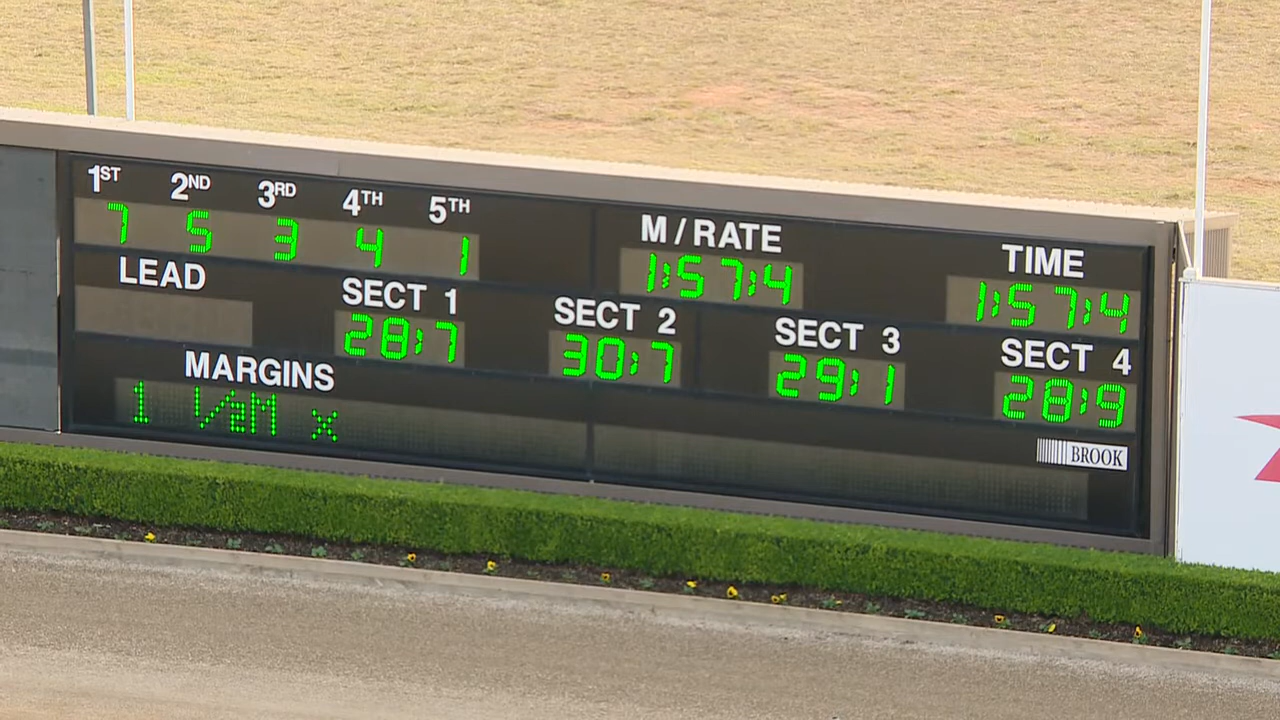 1ST 2ND 3RD 4TH 5TH
7 5 3 4 1
M/RATE
1:57:4
TIME
1:57:4
LEAD
SECT 1
28:7
SECT 2
30:7
SECT 3
29:1
SECT 4
28:9
MARGINS
1 1/2M x
BROOK